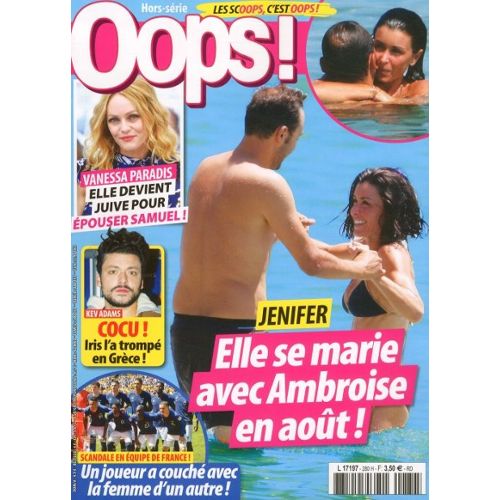 Hors-série
LES SCOOPS, C'EST OOPS !
Oops!
VANESSA PARADIS
ELLE DEVIENT
JUIVE POUR
ÉPOUSER SAMUEL !
KEV ADAMS
COCU !
Iris l'a trompé
en Grèce !
JENIFER
Elle se marie
avec Ambroise
en août !
SCANDALE EN ÉQUIPE DE FRANCE !
Un joueur a couché avec
la femme d'un autre !
L 17197 - 280 H - F: 3,50 € - RD